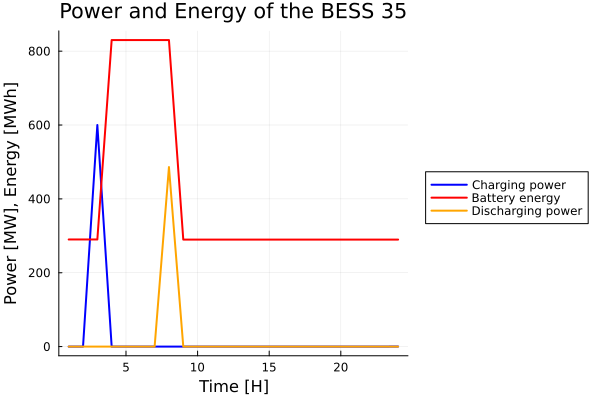 Power and Energy of the BESS 35
Power [MW], Energy [MWh]
800
600
400
200
0
5
10
15
20
Time [H]
Charging power
Battery energy
Discharging power